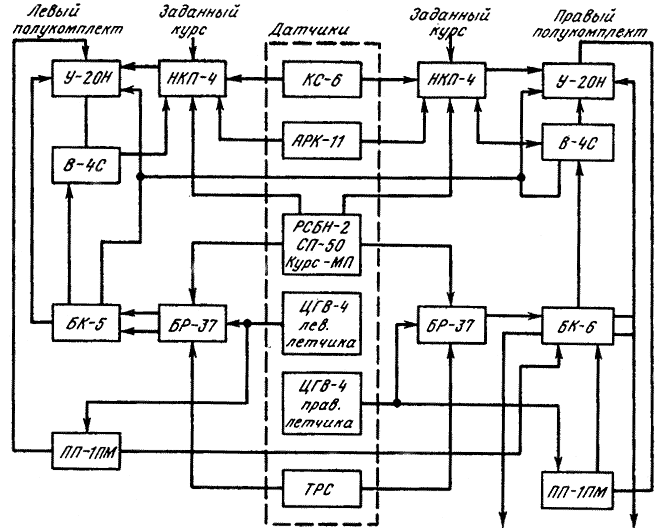 Левый
полукомплект
Заданный
курс
Датчики
Заданный
курс
Правый
полукомплект
У-20Н
НКП-4
КС-6
НКП-4
У-20Н
АРК-11
В-4С
В-4С
РСБН-2
СП-50
Курс-МП
БК-5
БР-37
ЦГВ-4
лев.
летчика
БР-37
БК-6
ЦГВ-4
прав.
летчика
ПП-1ПМ
ТРС
ПП-1ПМ